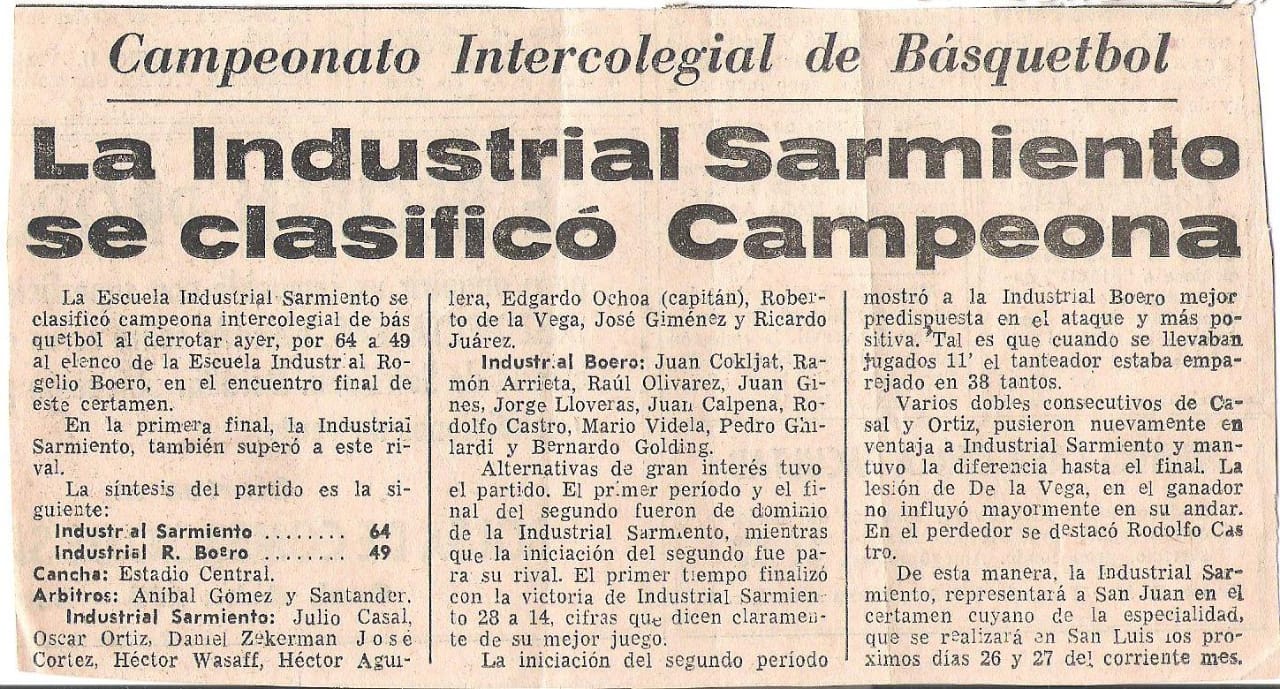 Campeonato Intercolegial de Básquetbol
La Industrial Sarmiento
se clasificó Campeona
La Escuela Industrial Sarmiento se
clasificó campeona intercolegial de bás
quetbol al derrotar ayer, por 64 a 49
al elenco de la Escuela Industrial Ro-
gelio Boero, en el encuentro final de
este certamen.
En la primera final, la Industrial
Sarmiento, también superó a este ri-
val.
La síntesis del partido es la si-
guiente:
Industrial Sarmiento ........ 64
Industrial R. Boero ........ 49
Cancha: Estadio Central.
Arbitros: Aníbal Gómez y Santander.
Industrial Sarmiento: Julio Casal,
Oscar Ortiz, Daniel Zekerman José
Cortez, Héctor Wasaff, Héctor Agui-
lera, Edgardo Ochoa (capitán), Rober-
to de la Vega, José Giménez y Ricardo
Juárez.
Industrial Boero: Juan Cokljat, Ra-
món Arrieta, Raúl Olivarez, Juan Gi-
nes, Jorge Lloveras, Juan Calpena, Ro-
dolfo Castro, Mario Videla, Pedro Ghi-
lardi y Bernardo Golding.
Alternativas de gran interés tuvo
el partido. El primer período y el fi-
nal del segundo fueron de dominio
de la Industrial Sarmiento, mientras
que la iniciación del segundo fue pa-
ra su rival. El primer tiempo finalizó
con la victoria de Industrial Sarmien-
to 28 a 14, cifras que dicen claramen-
te de su mejor juego.
La iniciación del segundo período
mostró a la Industrial Boero mejor
predispuesta en el ataque y más po-
sitiva. Tal es que cuando se llevaban
jugados 11' el tanteador estaba empa-
rejado en 38 tantos.
Varios dobles consecutivos de Ca-
sal y Ortiz, pusieron nuevamente en
ventaja a Industrial Sarmiento y man-
tuvo la diferencia hasta el final. La
lesión de De la Vega, en el ganador
no influyó mayormente en su andar.
En el perdedor se destacó Rodolfo Cas
tro.
De esta manera, la Industrial Sar-
miento, representará a San Juan en el
certamen cuyano de la especialidad,
que se realizará en San Luis los pro-
ximos días 26 y 27 del corriente mes.